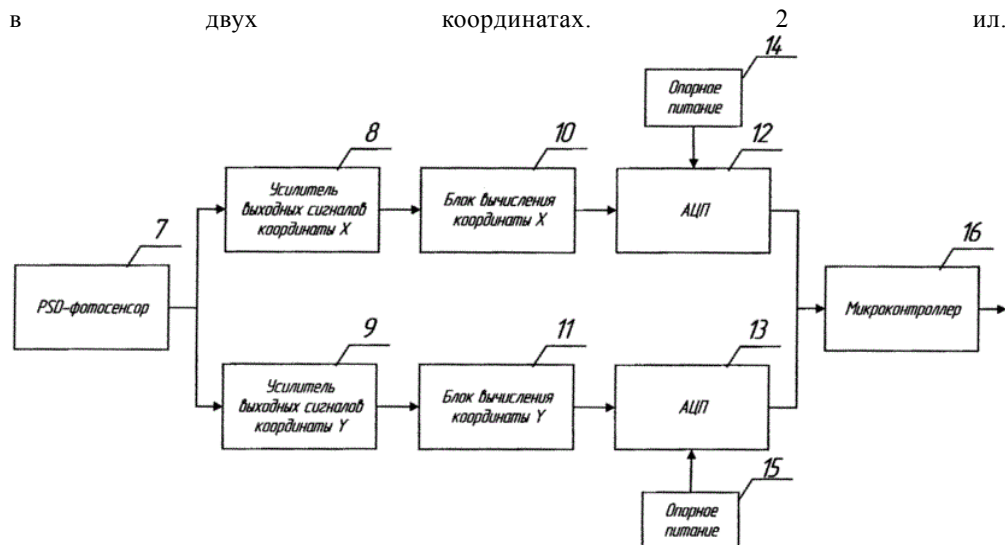 в двух координатах. 2 ил.
14
Опорное
питание
8
Усилитель
выходных сигналов
координаты X
10
Блок вычисления
координаты X
12
АЦП
7
PSD-фотосенсор
16
Микроконтроллер
9
Усилитель
выходных сигналов
координаты Y
11
Блок вычисления
координаты Y
13
АЦП
15
Опорное
питание